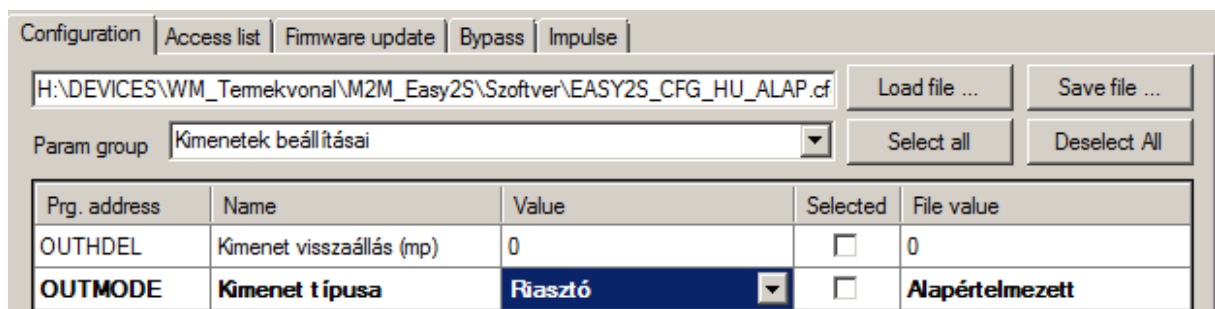 Configuration Access list Firmware update Bypass Impulse
H:\DEVICES\WM_Termekvonal\M2M_Easy2S\Szoftver\EASY2S_CFG_HU_ALAP.cf Load file ... Save file ...
Param group Kimenetek beállításai Select all Deselect All
Prg. address Name Value Selected File value
OUTHDEL Kimenet visszaállás (mp) 0 0
OUTMODE Kimenet típusa Riasztó Alapértelmezett